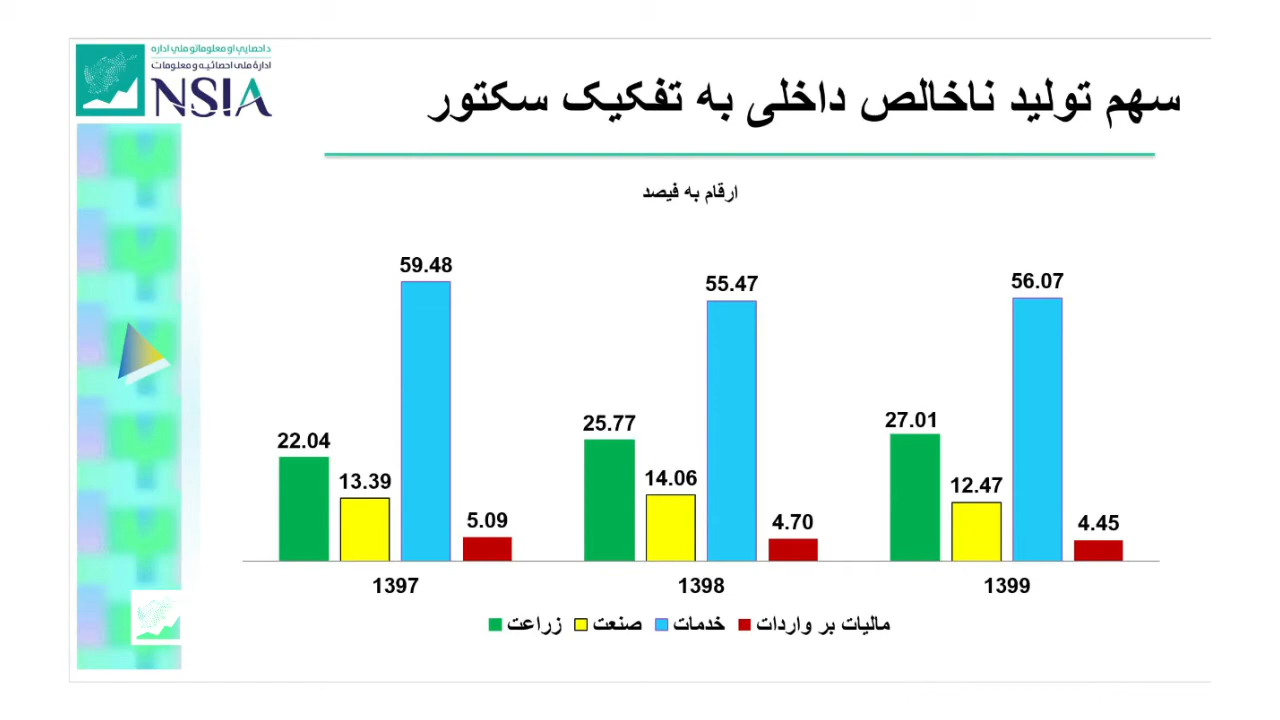 داحصایې او معلوماتو ملي اداره
ادارهٔ ملی احصائیه و معلومات
NSIA
سهم تولید ناخالص داخلی به تفکیک سکتور
ارقام به فیصد
59.48
55.47
56.07
22.04
25.77
27.01
13.39
14.06
12.47
5.09
4.70
4.45
1397
1398
1399
زراعت
صنعت
خدمات
مالیات بر واردات